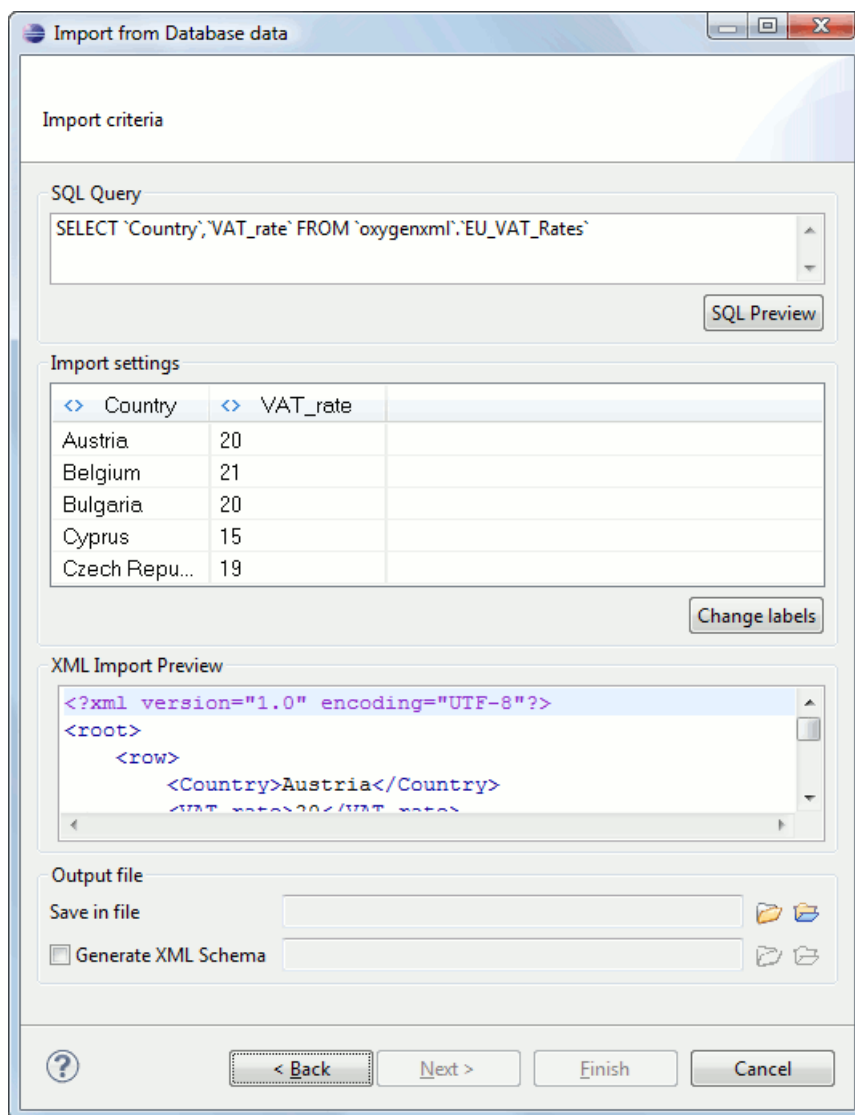 Import from Database data
Import criteria
SQL Query
SELECT `Country`,`VAT_rate` FROM `oxygenxml`.`EU_VAT_Rates`
SQL Preview
Import settings
<> Country <> VAT_rate
Austria 20
Belgium 21
Bulgaria 20
Cyprus 15
Czech Repu... 19
Change labels
XML Import Preview
<?xml version="1.0" encoding="UTF-8"?>
<root>
<row>
<Country>Austria</Country>
<VAT_rate>20</VAT_rate>
Output file
Save in file
Generate XML Schema
?
< Back Next > Finish Cancel